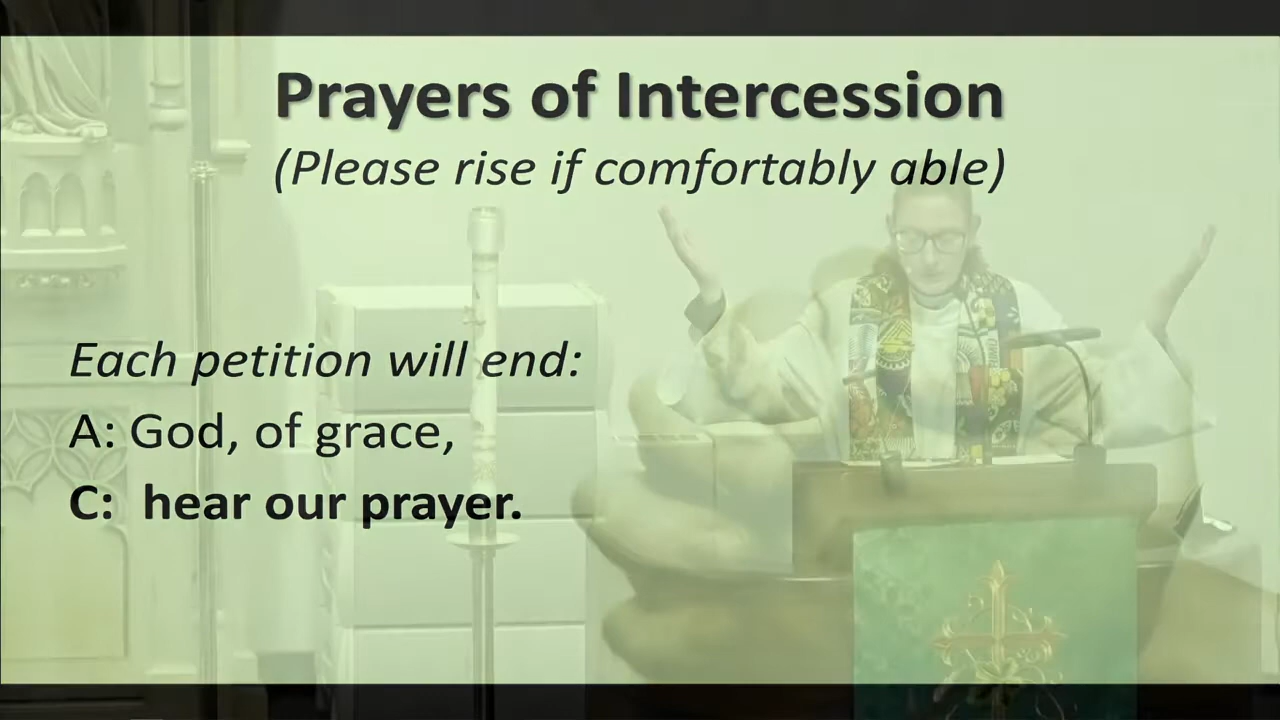 Prayers of Intercession
(Please rise if comfortably able)
Each petition will end:
A: God, of grace,
C: hear our prayer.